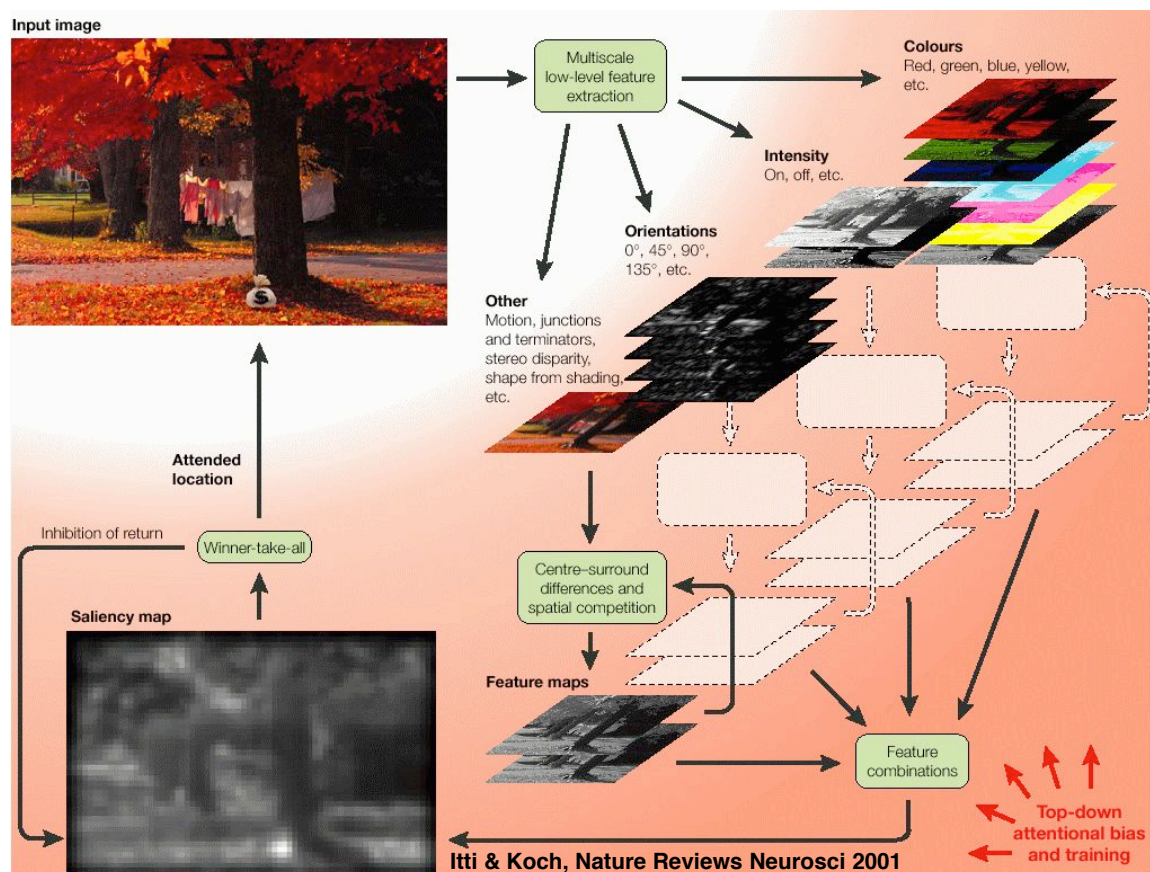 Input image
Multiscale
low-level feature
extraction
Colours
Red, green, blue, yellow,
etc.
Intensity
On, off, etc.
Orientations
0°, 45°, 90°,
135°, etc.
Other
Motion, junctions
and terminators,
stereo disparity,
shape from shading,
etc.
$
Attended
location
Inhibition of return
Winner-take-all
Centre–surround
differences and
spatial competition
Saliency map
Feature maps
Feature
combinations
Top-down
attentional bias
and training
Itti & Koch, Nature Reviews Neurosci 2001